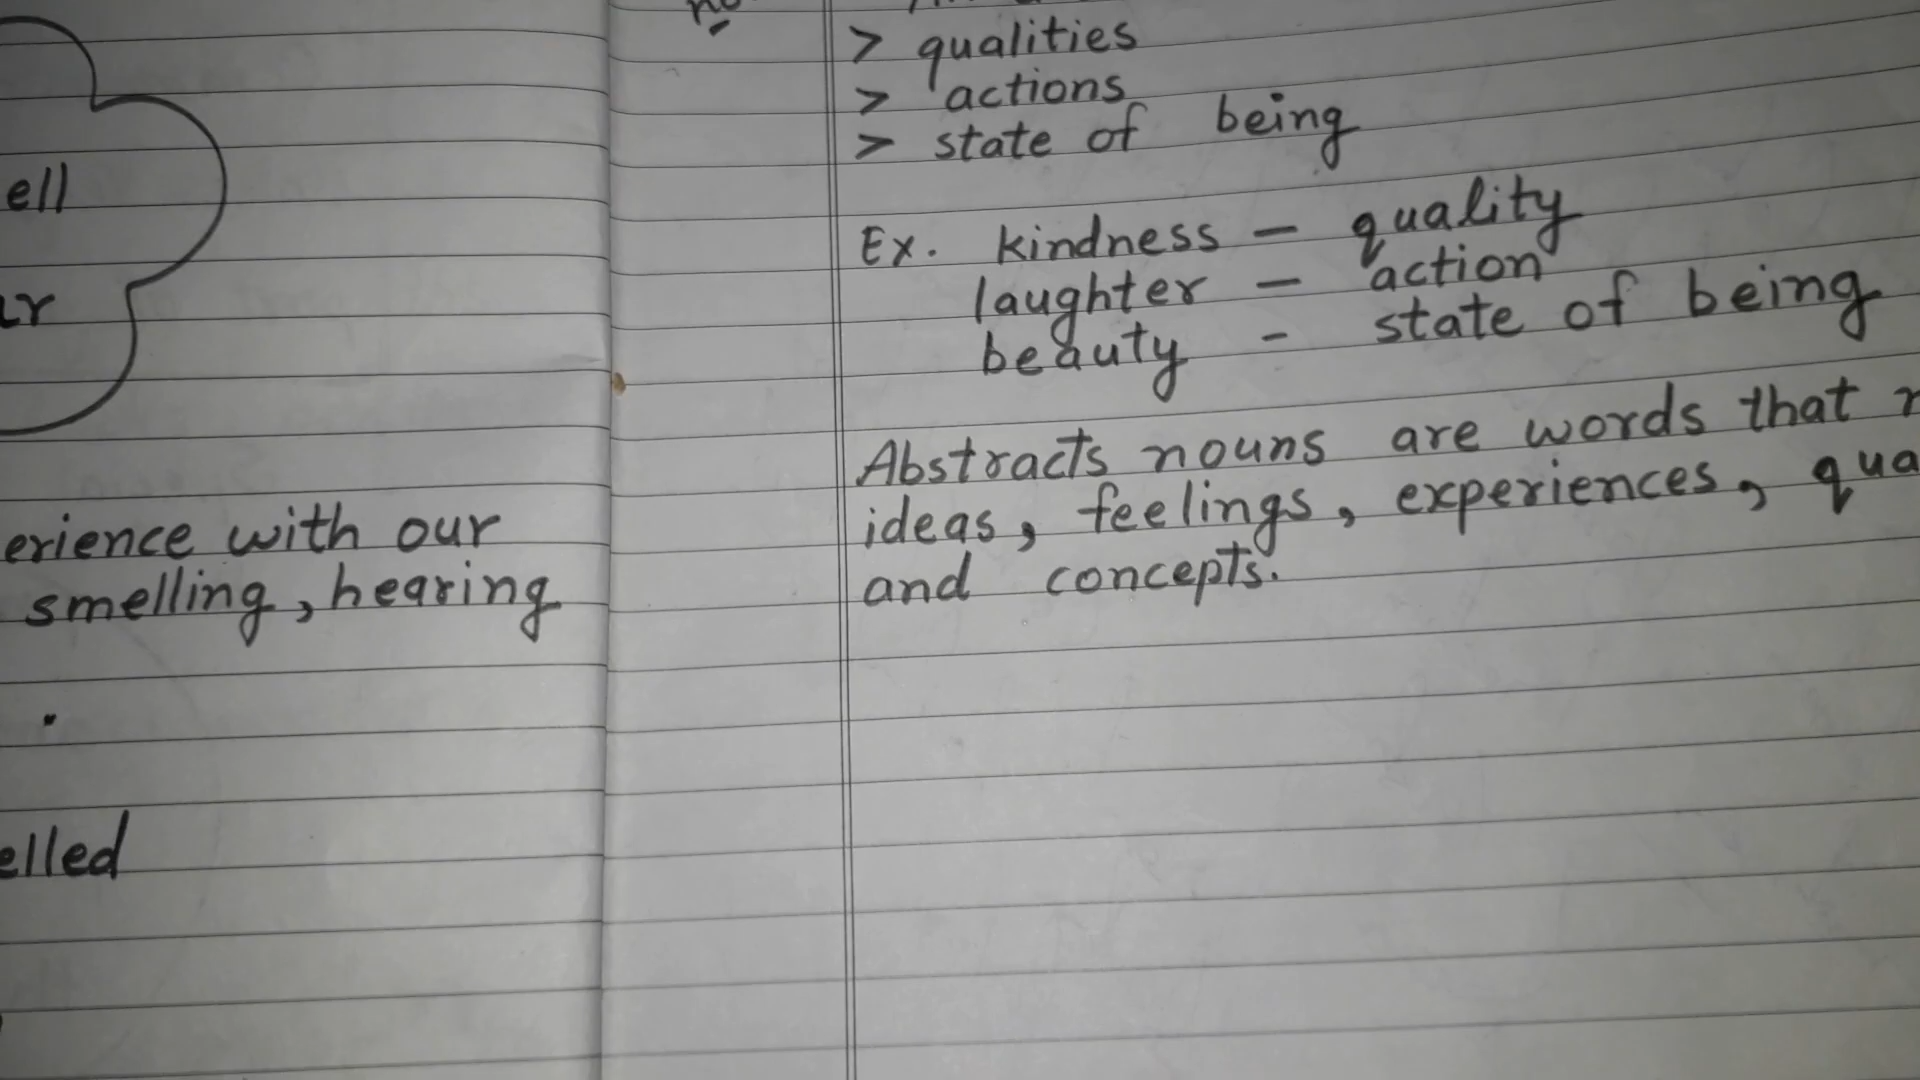 ell
erience with our
smelling, hearing
elled
> qualities
> actions
> state of being
Ex. kindness – quality
laughter – action
beauty - state of being
Abstracts nouns are words that
ideas, feelings, experiences, qua
and concepts.